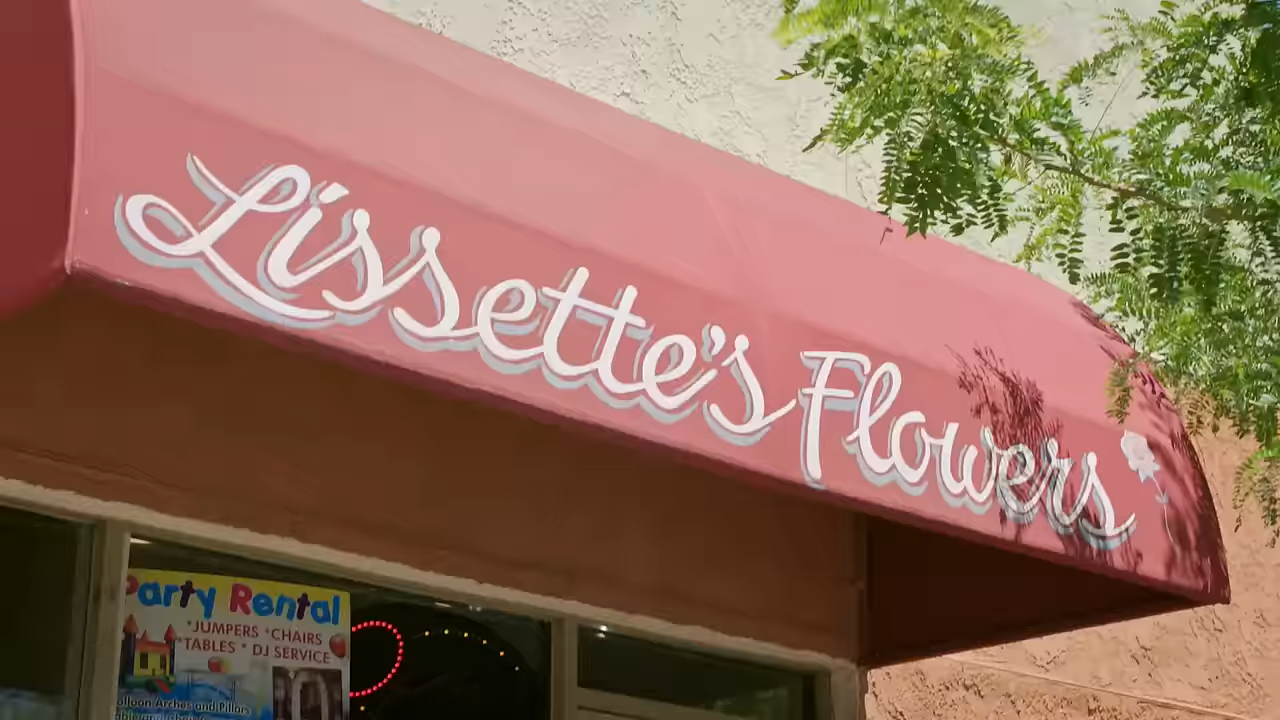 Lissette's Flowers
Party Rental
*JUMPERS *CHAIRS
*TABLES * DJ SERVICE
Balloon Arches and Pillars